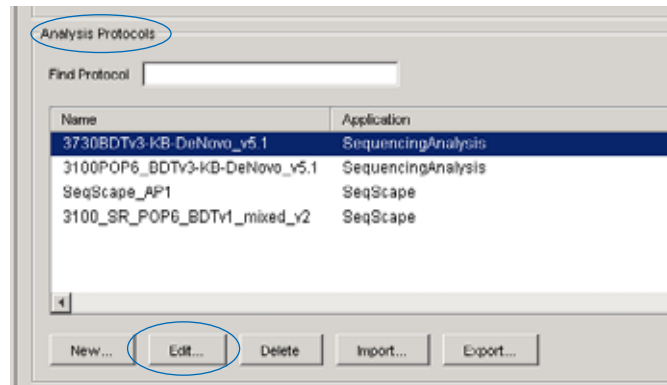 Analysis Protocols
Find Protocol
Name Application
3730BDTv3-KB-DeNovo_v5.1 SequencingAnalysis
3100POP6_BDTv3-KB-DeNovo_v5.1 SequencingAnalysis
SeqScape_AP1 SeqScape
3100_SR_POP6_BDTv1_mixed_v2 SeqScape
New... Edit... Delete Import... Export...